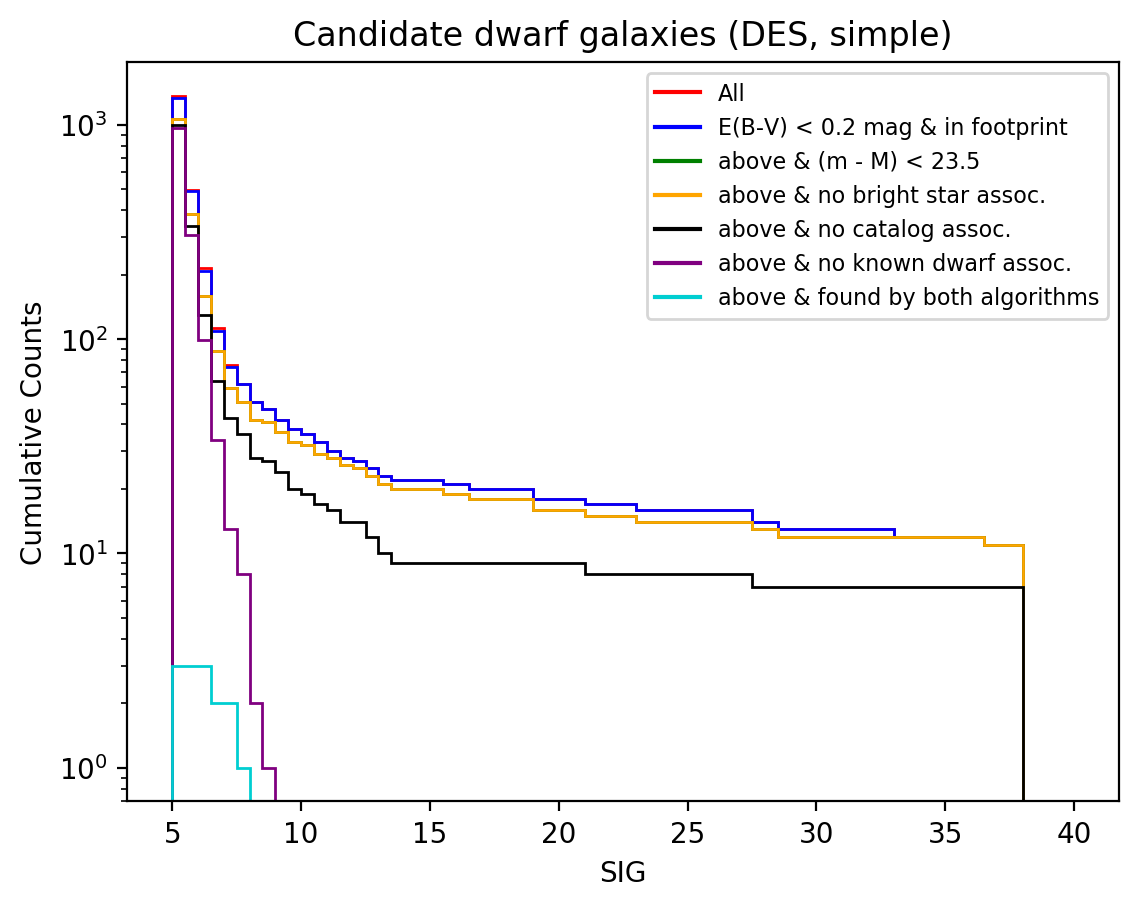 Candidate dwarf galaxies (DES, simple)
All
E(B-V) < 0.2 mag & in footprint
above & (m - M) < 23.5
above & no bright star assoc.
above & no catalog assoc.
above & no known dwarf assoc.
above & found by both algorithms
Cumulative Counts
10³
10²
10¹
10⁰
5 10 15 20 25 30 35 40
SIG